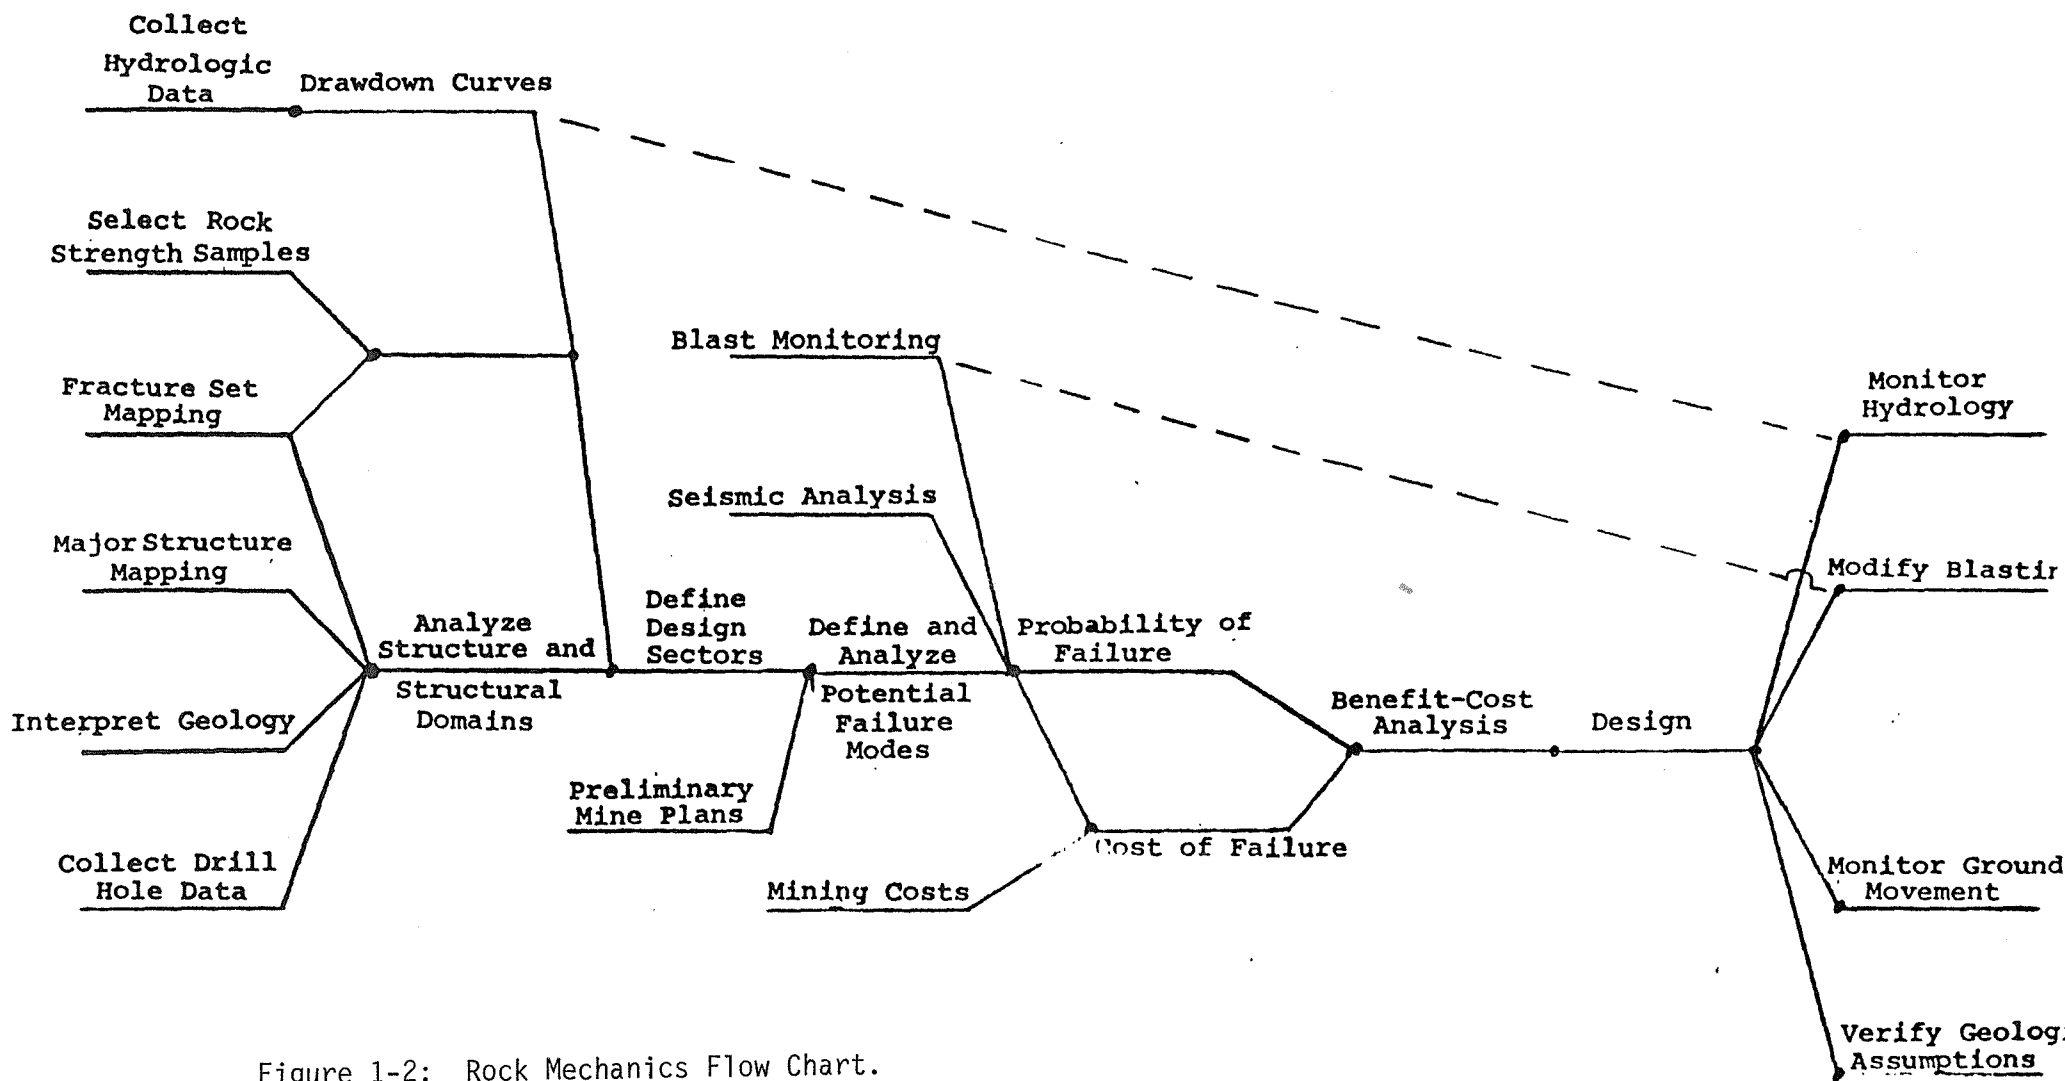 Collect
Hydrologic
Data
Drawdown Curves
Select Rock
Strength Samples
Fracture Set
Mapping
Major Structure
Mapping
Interpret Geology
Collect Drill
Hole Data
Analyze
Structure and
Structural
Domains
Define
Design
Sectors
Preliminary
Mine Plans
Blast Monitoring
Seismic Analysis
Define and
Analyze
Potential
Failure
Modes
Mining Costs
Probability of
Failure
Cost of Failure
Benefit-Cost
Analysis
Design
Monitor
Hydrology
Modify
Monitor Ground
Movement
Verify
Assumptions
Figure 1-2: Rock Mechanics Flow Chart.